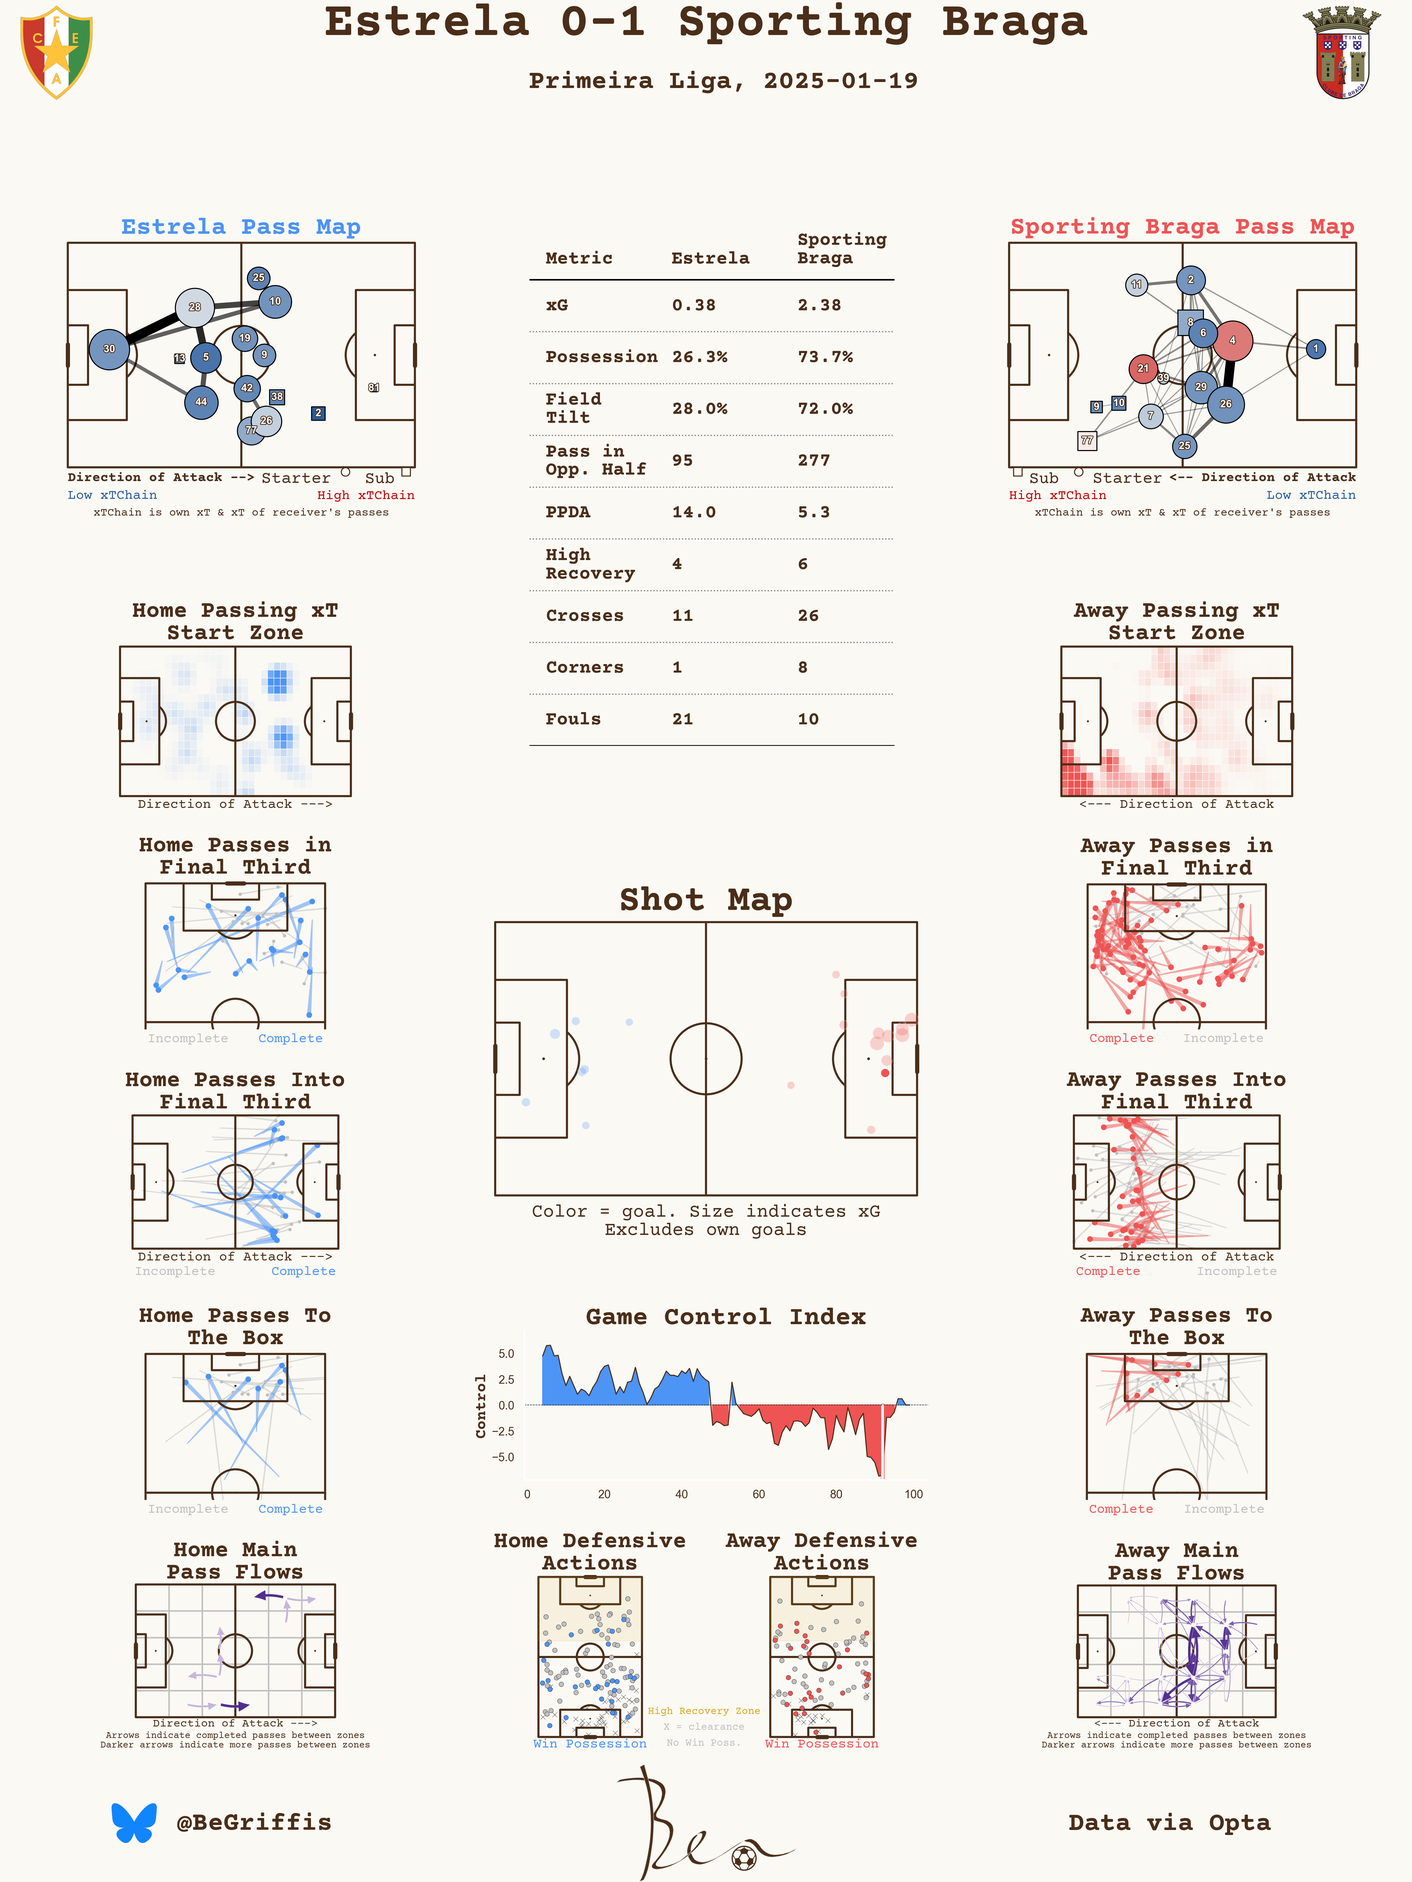 Estrela 0-1 Sporting Braga
Primeira Liga, 2025-01-19
C F E A
SPORTING
CLUBE DE BRAGA
Estrela Pass Map
25
28
10
30
19
13
5
9
42
81
44
38
26
2
77
Direction of Attack --> Starter Sub
Low xTChain High xTChain
xTChain is own xT & xT of receiver's passes
Metric Estrela Sporting Braga
xG 0.38 2.38
Possession 26.3% 73.7%
Field Tilt 28.0% 72.0%
Pass in Opp. Half 95 277
PPDA 14.0 5.3
High Recovery 4 6
Crosses 11 26
Corners 1 8
Fouls 21 10
Sporting Braga Pass Map
11
2
8
6
4
1
21
39
29
9
10
26
7
77
25
Sub Starter <-- Direction of Attack
High xTChain Low xTChain
xTChain is own xT & xT of receiver's passes
Home Passing xT
Start Zone
Direction of Attack --->
Away Passing xT
Start Zone
<--- Direction of Attack
Home Passes in
Final Third
Incomplete Complete
Away Passes in
Final Third
Complete Incomplete
Shot Map
Color = goal. Size indicates xG
Excludes own goals
Home Passes Into
Final Third
Direction of Attack --->
Incomplete Complete
Away Passes Into
Final Third
<--- Direction of Attack
Complete Incomplete
Home Passes To
The Box
Incomplete Complete
Game Control Index
Control
5.0
2.5
0.0
−2.5
−5.0
0 20 40 60 80 100
Away Passes To
The Box
Complete Incomplete
Home Main
Pass Flows
Direction of Attack --->
Arrows indicate completed passes between zones
Darker arrows indicate more passes between zones
Home Defensive
Actions
Win Possession
High Recovery Zone
X = clearance
No Win Poss.
Away Defensive
Actions
Win Possession
Away Main
Pass Flows
<--- Direction of Attack
Arrows indicate completed passes between zones
Darker arrows indicate more passes between zones
@BeGriffis
Ben
Data via Opta